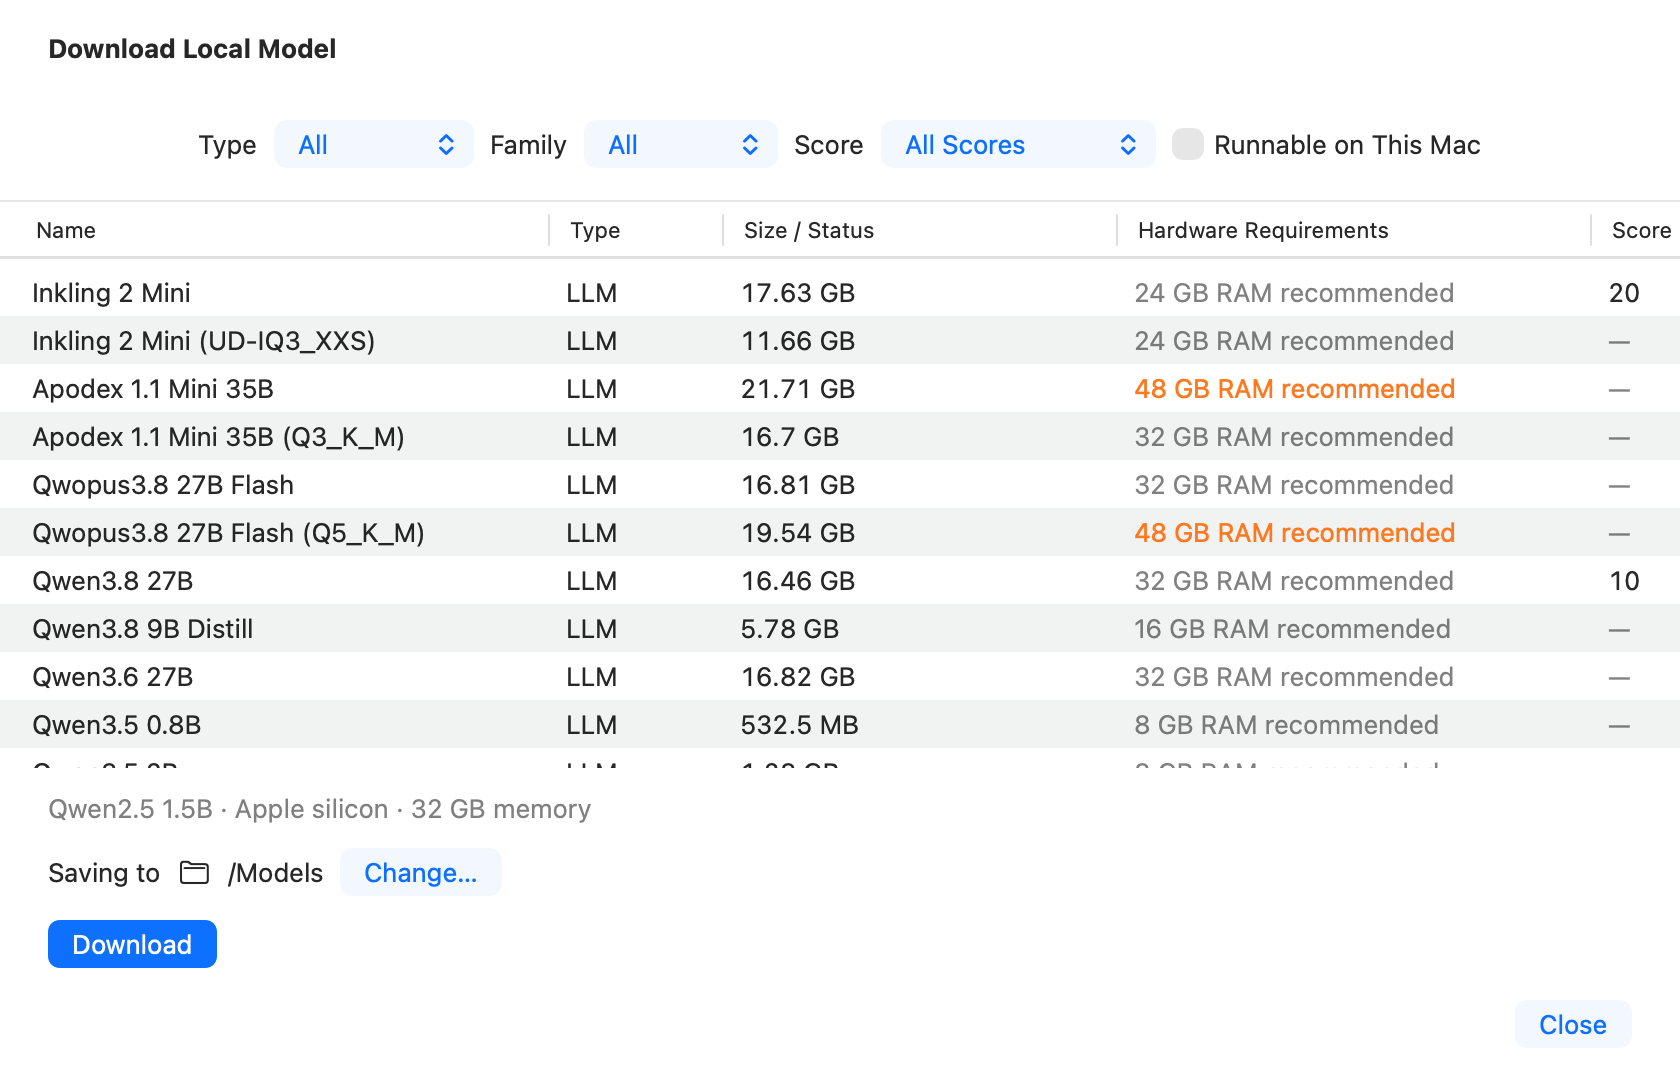 Download Local Model
Type All Family All Score All Scores Runnable on This Mac
Name Type Size / Status Hardware Requirements Score
Inkling 2 Mini LLM 17.63 GB 24 GB RAM recommended 20
Inkling 2 Mini (UD-IQ3_XXS) LLM 11.66 GB 24 GB RAM recommended —
Apodex 1.1 Mini 35B LLM 21.71 GB 48 GB RAM recommended —
Apodex 1.1 Mini 35B (Q3_K_M) LLM 16.7 GB 32 GB RAM recommended —
Qwopus3.8 27B Flash LLM 16.81 GB 32 GB RAM recommended —
Qwopus3.8 27B Flash (Q5_K_M) LLM 19.54 GB 48 GB RAM recommended —
Qwen3.8 27B LLM 16.46 GB 32 GB RAM recommended 10
Qwen3.8 9B Distill LLM 5.78 GB 16 GB RAM recommended —
Qwen3.6 27B LLM 16.82 GB 32 GB RAM recommended —
Qwen3.5 0.8B LLM 532.5 MB 8 GB RAM recommended —
Qwen2.5 1.5B · Apple silicon · 32 GB memory
Saving to /Models Change...
Download
Close